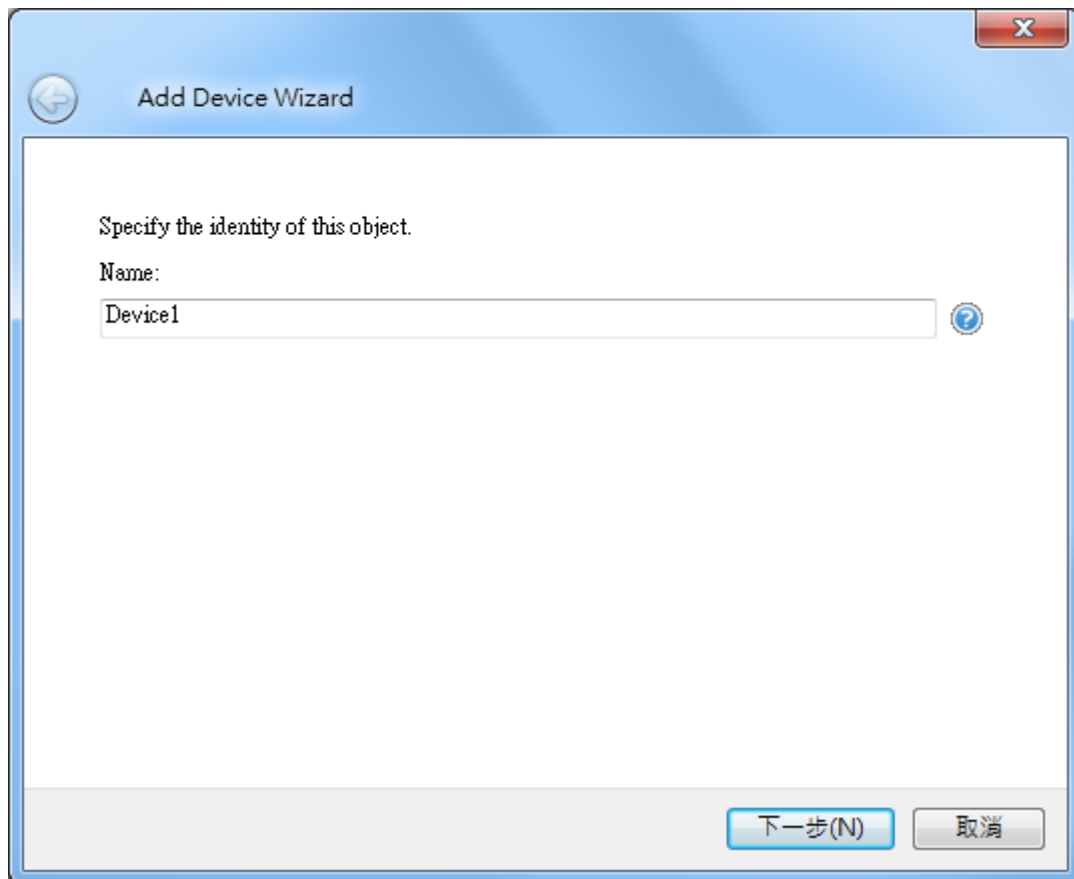 Add Device Wizard
Specify the identity of this object.
Name:
Device1
下一步(N)
取消